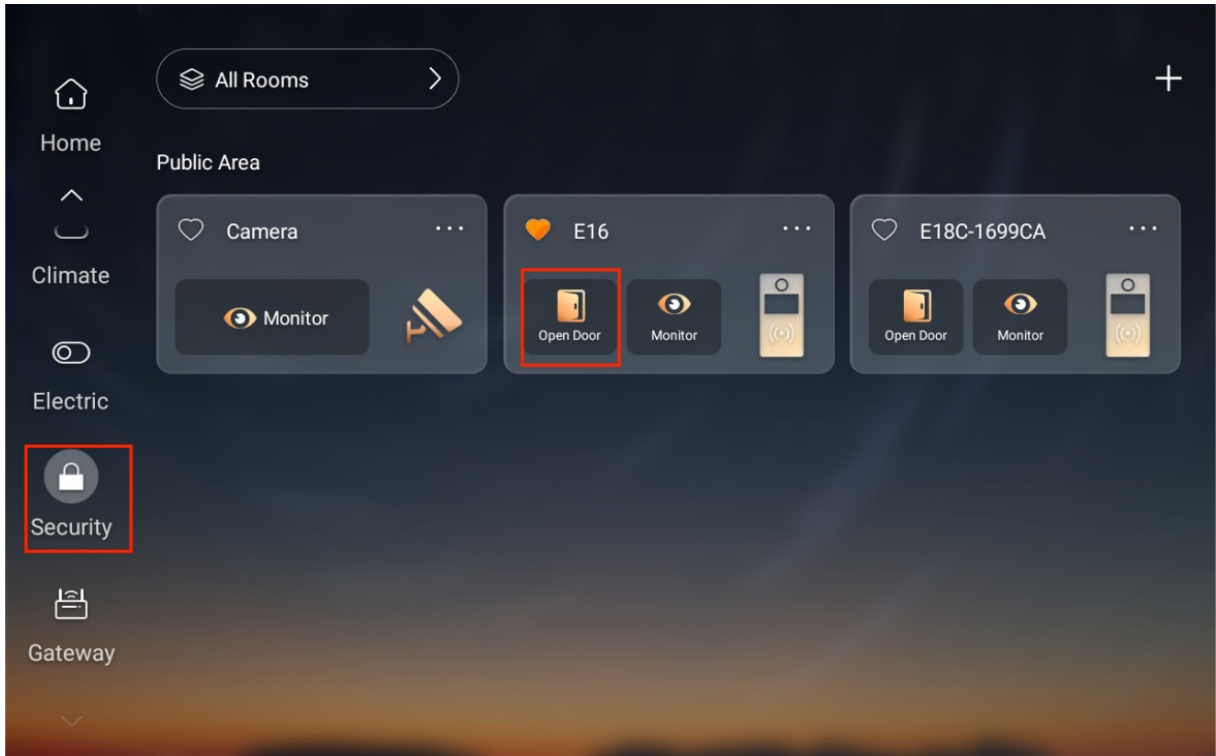 All Rooms
Home
Public Area
Camera
E16
E18C-1699CA
Climate
Monitor
Open Door
Monitor
Open Door
Monitor
Electric
Security
Gateway